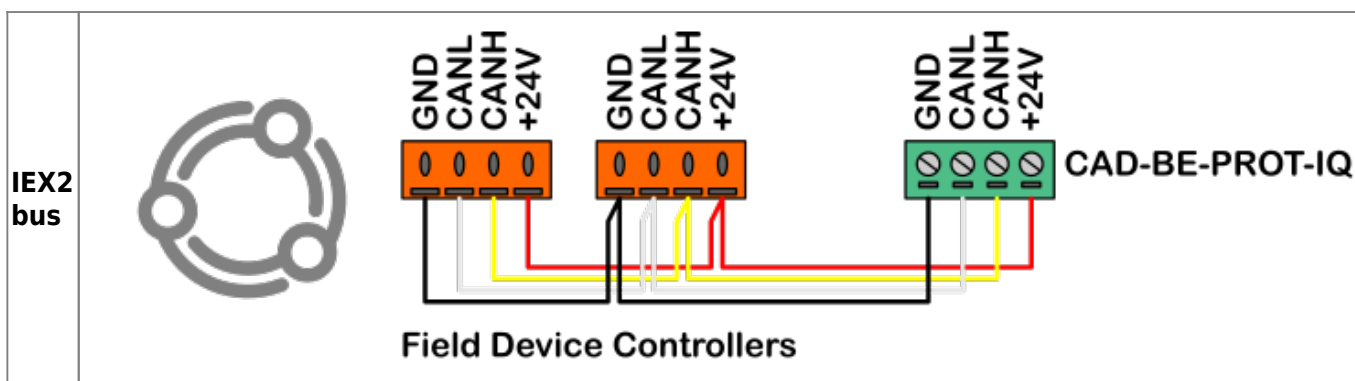 IEX2
bus
GND
CANL
CANH
+24V
GND
CANL
CANH
+24V
GND
CANL
CANH
+24V
CAD-BE-PROT-IQ
Field Device Controllers